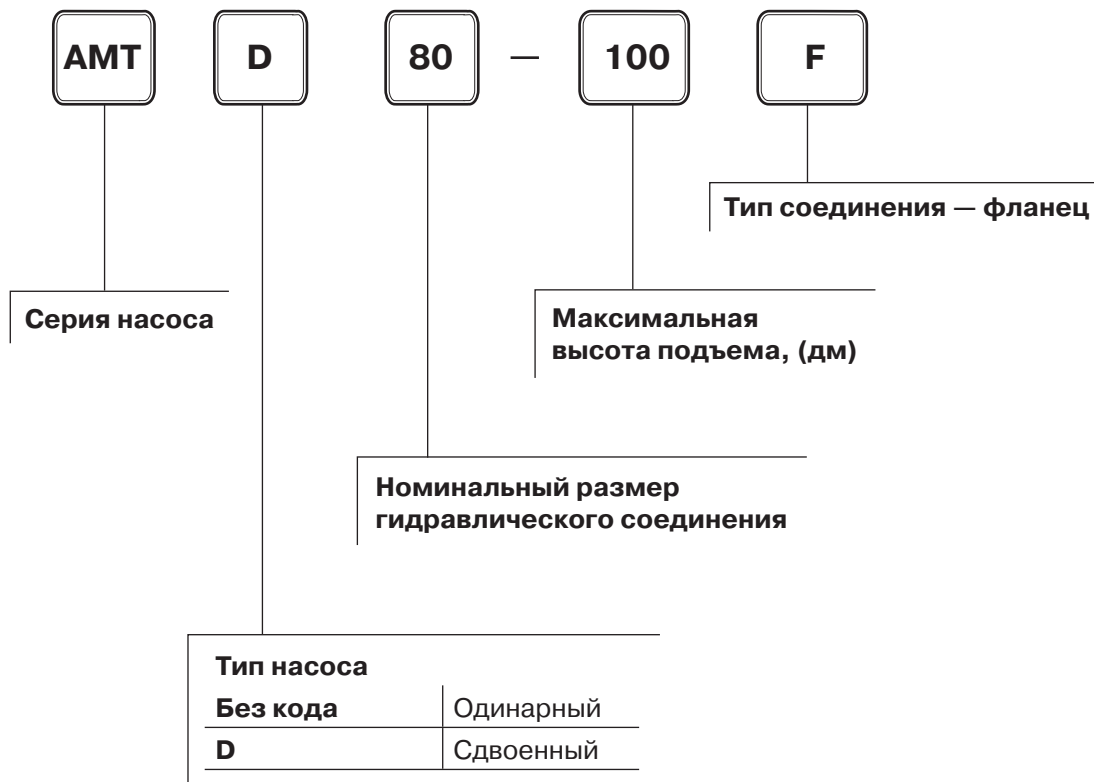 АМТ D 80 — 100 F
Тип соединения — фланец
Серия насоса
Максимальная
высота подъема, (дм)
Номинальный размер
гидравлического соединения
Тип насоса
Без кода Одинарный
D Сдвоенный